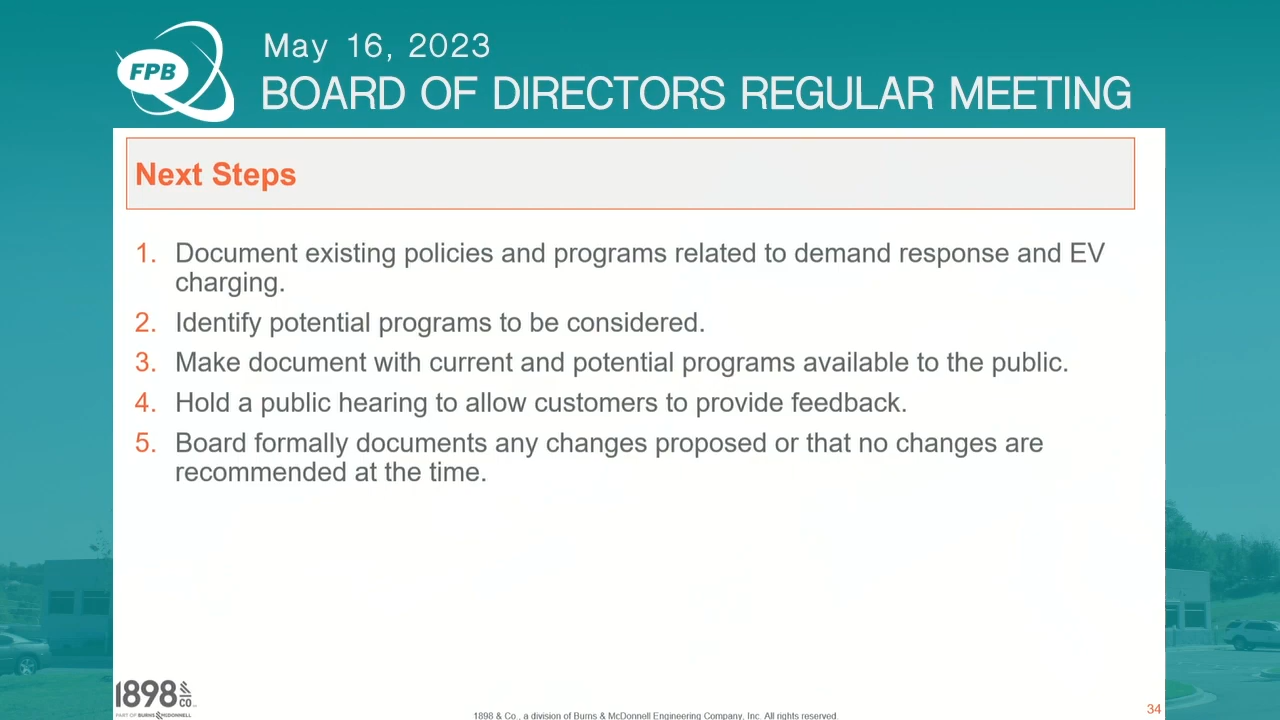 May 16, 2023
FPB
BOARD OF DIRECTORS REGULAR MEETING
Next Steps
1. Document existing policies and programs related to demand response and EV
charging.
2. Identify potential programs to be considered.
3. Make document with current and potential programs available to the public.
4. Hold a public hearing to allow customers to provide feedback.
5. Board formally documents any changes proposed or that no changes are
recommended at the time.
1898 & CO
PART OF BURNS & MCDONNELL
1898 & Co., a division of Burns & McDonnell Engineering Company, Inc. All rights reserved.
34